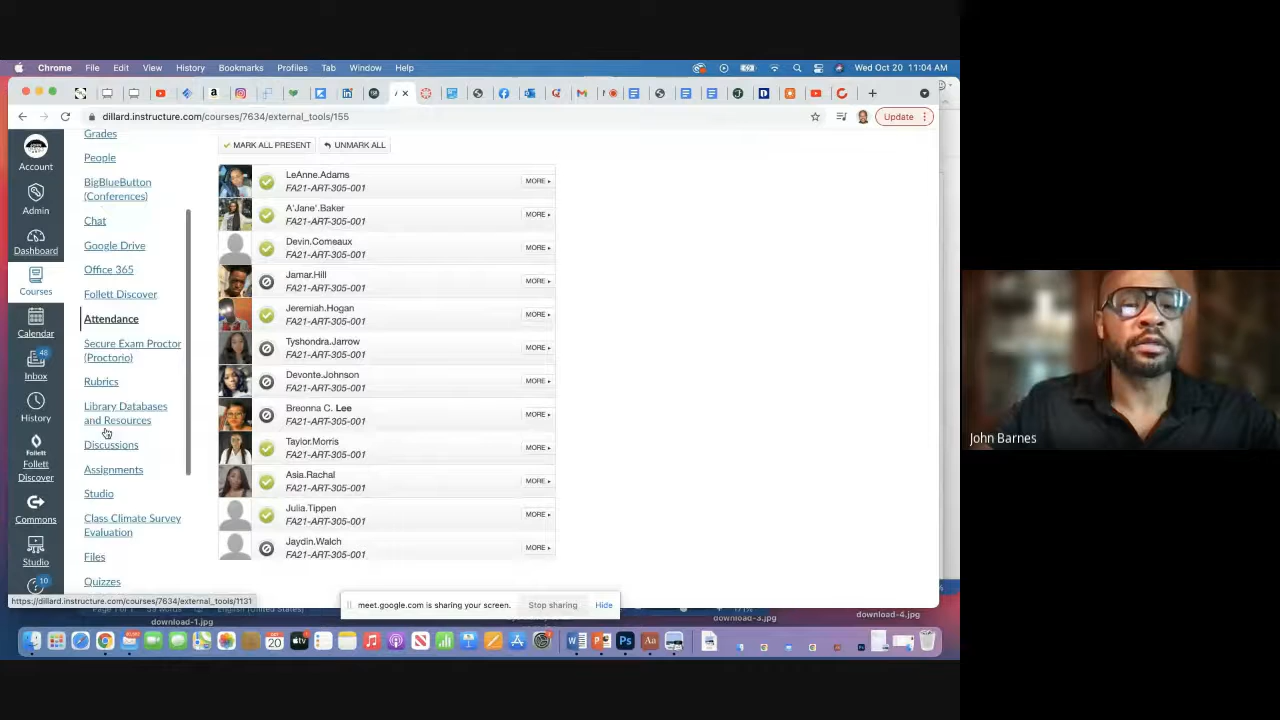 Chrome File Edit View History Bookmarks Profiles Tab Window Help Wed Oct 20 11:04 AM
dillard.instructure.com/courses/7634/external_tools/155 Update
Account
Admin
Dashboard
Courses
Calendar
48
Inbox
History
Follett
Follett
Discover
Commons
Studio
10
Grades
People
BigBlueButton
(Conferences)
Chat
Google Drive
Office 365
Follett Discover
Attendance
Secure Exam Proctor
(Proctorio)
Rubrics
Library Databases
and Resources
Discussions
Assignments
Studio
Class Climate Survey
Evaluation
Files
Quizzes
MARK ALL PRESENT UNMARK ALL
LeAnne.Adams MORE
FA21-ART-305-001
A'Jane'.Baker MORE
FA21-ART-305-001
Devin.Comeaux MORE
FA21-ART-305-001
Jamar.Hill MORE
FA21-ART-305-001
Jeremiah.Hogan MORE
FA21-ART-305-001
Tyshondra.Jarrow MORE
FA21-ART-305-001
Devonte.Johnson MORE
FA21-ART-305-001
Breonna C. Lee MORE
FA21-ART-305-001
Taylor.Morris MORE
FA21-ART-305-001
Asia.Rachal MORE
FA21-ART-305-001
Julia.Tippen MORE
FA21-ART-305-001
Jaydin.Walch MORE
FA21-ART-305-001
https://dillard.instructure.com/courses/7634/external_tools/1131
meet.google.com is sharing your screen. Stop sharing Hide
download-1.jpg
download-3.jpg
download-4.jpg
John Barnes